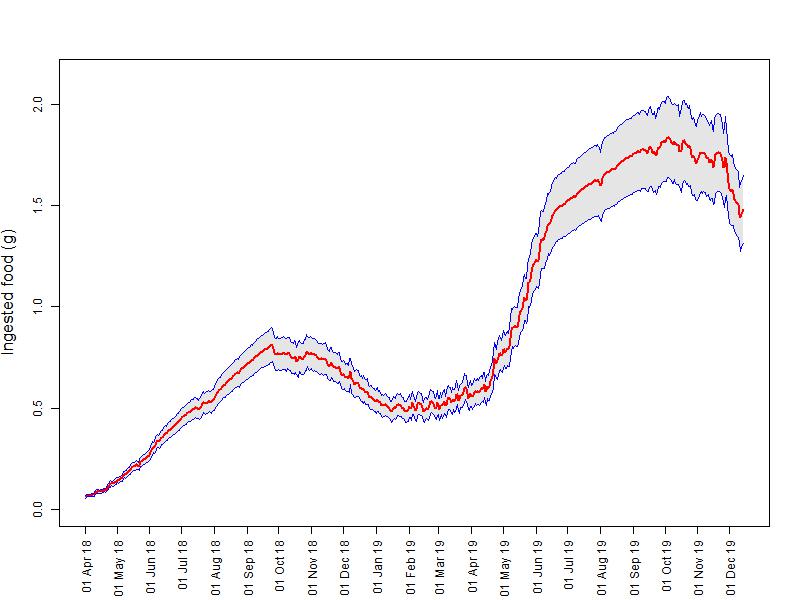 Ingested food (g)
2.0
1.5
1.0
0.5
0.0
01 Apr 18
01 May 18
01 Jun 18
01 Jul 18
01 Aug 18
01 Sep 18
01 Oct 18
01 Nov 18
01 Dec 18
01 Jan 19
01 Feb 19
01 Mar 19
01 Apr 19
01 May 19
01 Jun 19
01 Jul 19
01 Aug 19
01 Sep 19
01 Oct 19
01 Nov 19
01 Dec 19